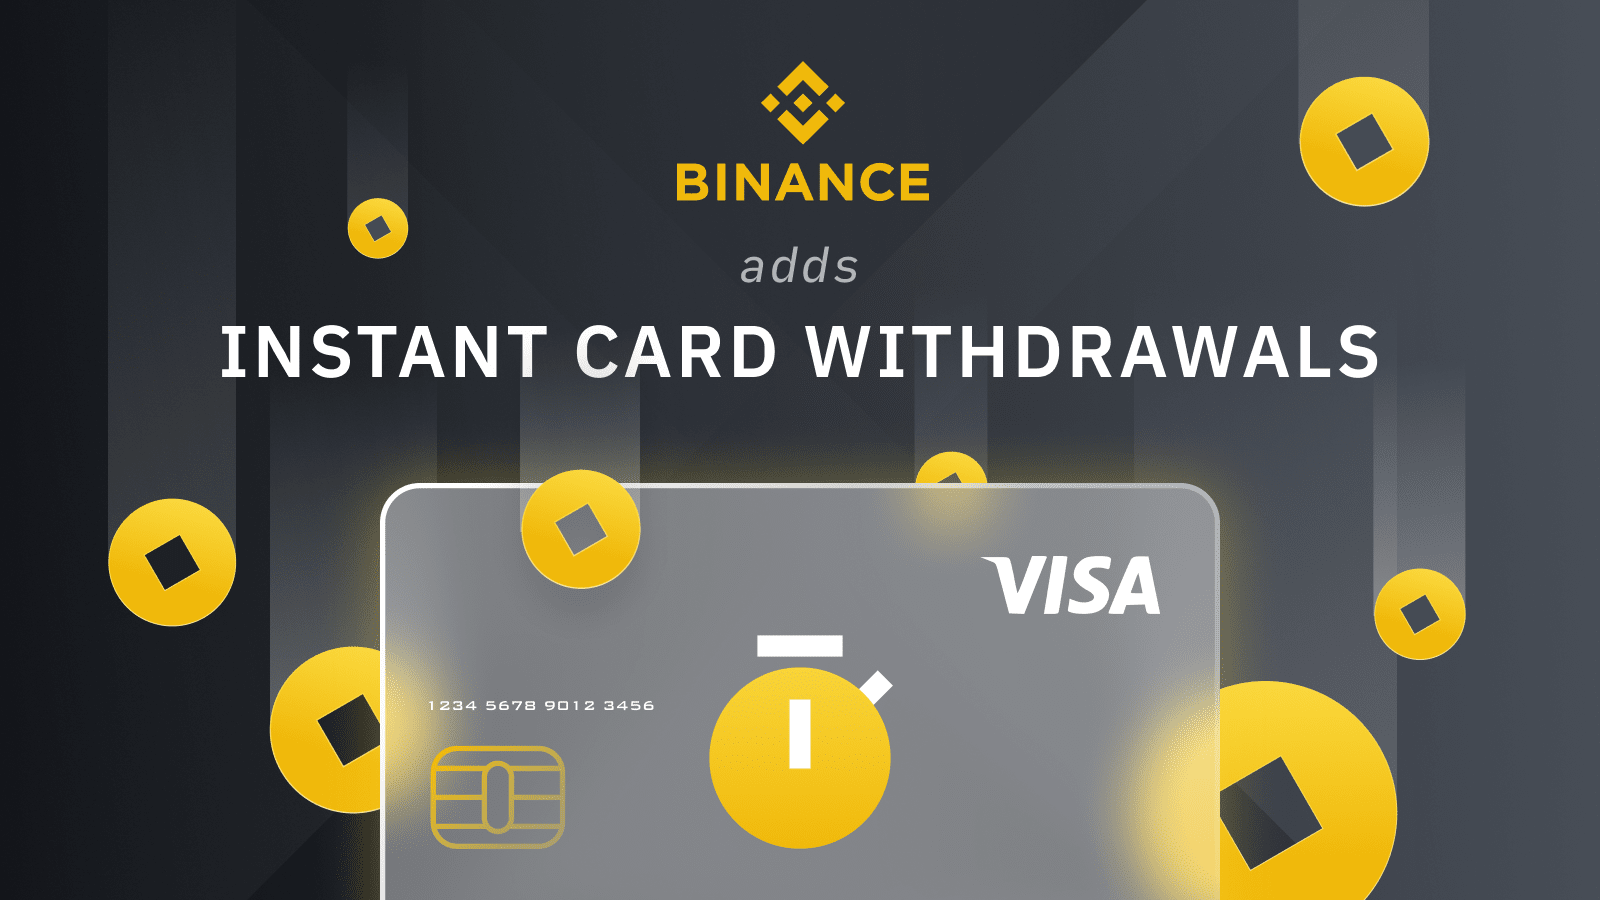 BINANCE
adds
INSTANT CARD WITHDRAWALS
VISA
1234 5678 9012 3456